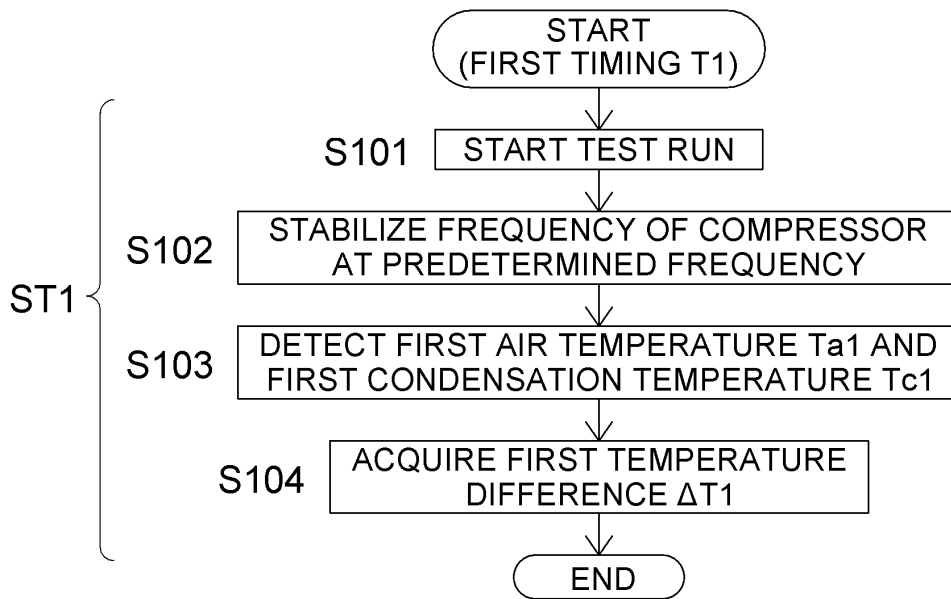 START
(FIRST TIMING T1)
S101
START TEST RUN
S102
STABILIZE FREQUENCY OF COMPRESSOR
AT PREDETERMINED FREQUENCY
ST1
S103
DETECT FIRST AIR TEMPERATURE Ta1 AND
FIRST CONDENSATION TEMPERATURE Tc1
S104
ACQUIRE FIRST TEMPERATURE
DIFFERENCE ΔT1
END